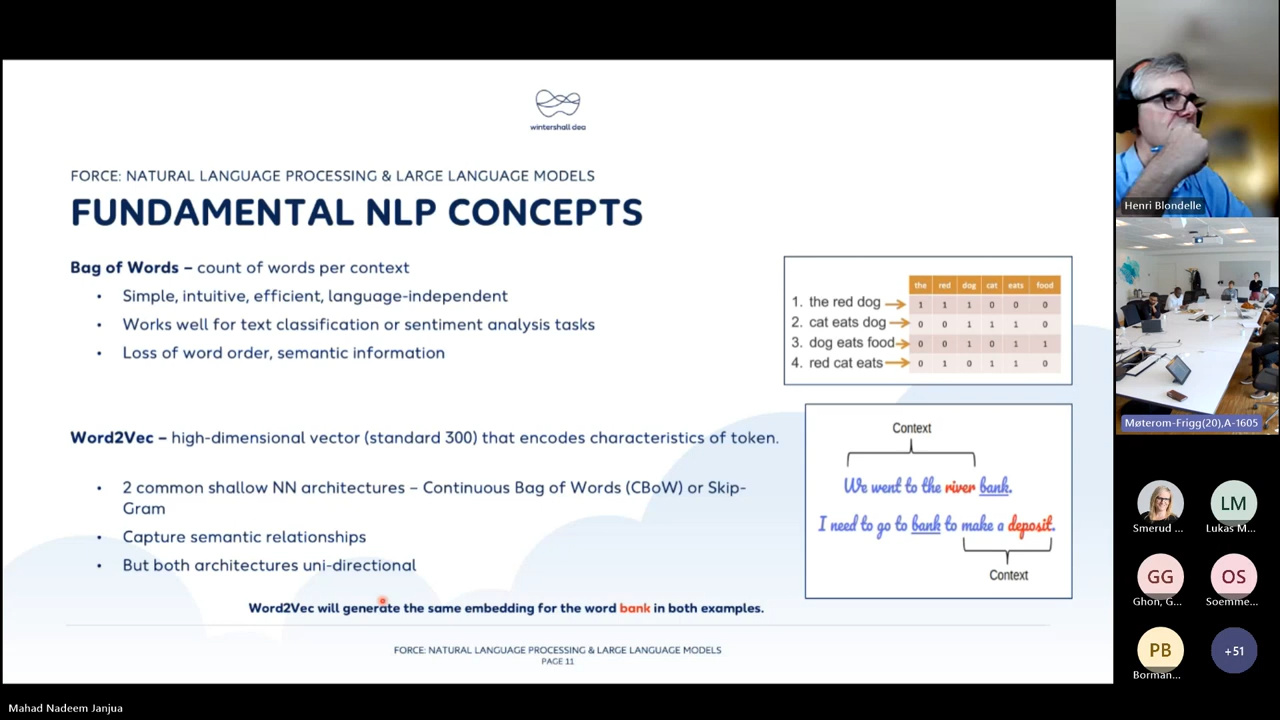 wintershall dea
FORCE: NATURAL LANGUAGE PROCESSING & LARGE LANGUAGE MODELS
FUNDAMENTAL NLP CONCEPTS
Bag of Words – count of words per context
• Simple, intuitive, efficient, language-independent
• Works well for text classification or sentiment analysis tasks
• Loss of word order, semantic information
the red dog cat eats food
1. the red dog 1 1 1 0 0 0
2. cat eats dog 0 0 1 1 1 0
3. dog eats food 0 0 1 0 1 1
4. red cat eats 0 1 0 1 1 0
Word2Vec – high-dimensional vector (standard 300) that encodes characteristics of token.
• 2 common shallow NN architectures – Continuous Bag of Words (CBoW) or Skip-
Gram
• Capture semantic relationships
• But both architectures uni-directional
Context
We went to the river bank.
I need to go to bank to make a deposit.
Context
Word2Vec will generate the same embedding for the word bank in both examples.
FORCE: NATURAL LANGUAGE PROCESSING & LARGE LANGUAGE MODELS
PAGE 11
Henri Blondelle
Møterom-Frigg(20),A-1605
Smerud ...
LM
Lukas M...
GG
Ghon, G...
OS
Soemme...
PB
Borman...
+51
Mahad Nadeem Janjua